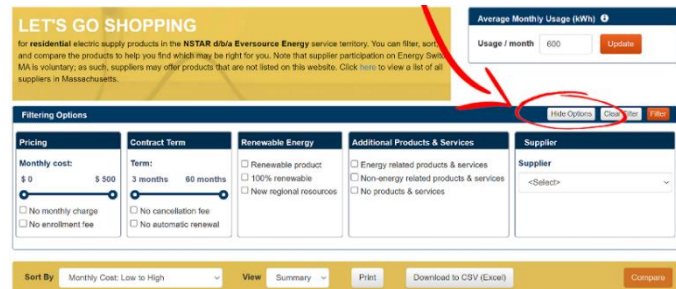 LET'S GO SHOPPING
for residential electric supply products in the NSTAR d/b/a Eversource Energy service
territory. You can filter, sort,
and compare the products to help you find which may be right for you. Note that supplier
participation on Energy Switch
MA is voluntary; as such, suppliers may offer products that are not listed on this website. Click here to view a list of all
suppliers in Massachusetts.
Average Monthly Usage (kWh)
Usage / month 600 Update
Filtering Options Hide Options Clear Filter Filter
Pricing
Monthly cost:
$ 0 $ 500
No monthly charge
No enrollment fee
Contract Term
Term:
3 months 60 months
No cancellation fee
No automatic renewal
Renewable Energy
Renewable product
100% renewable
New regional resources
Additional Products & Services
Energy related products & services
Non-energy related products & services
No products & services
Supplier
Supplier
<Select>
Sort By Monthly Cost: Low to High View Summary Print Download to CSV (Excel) Compare